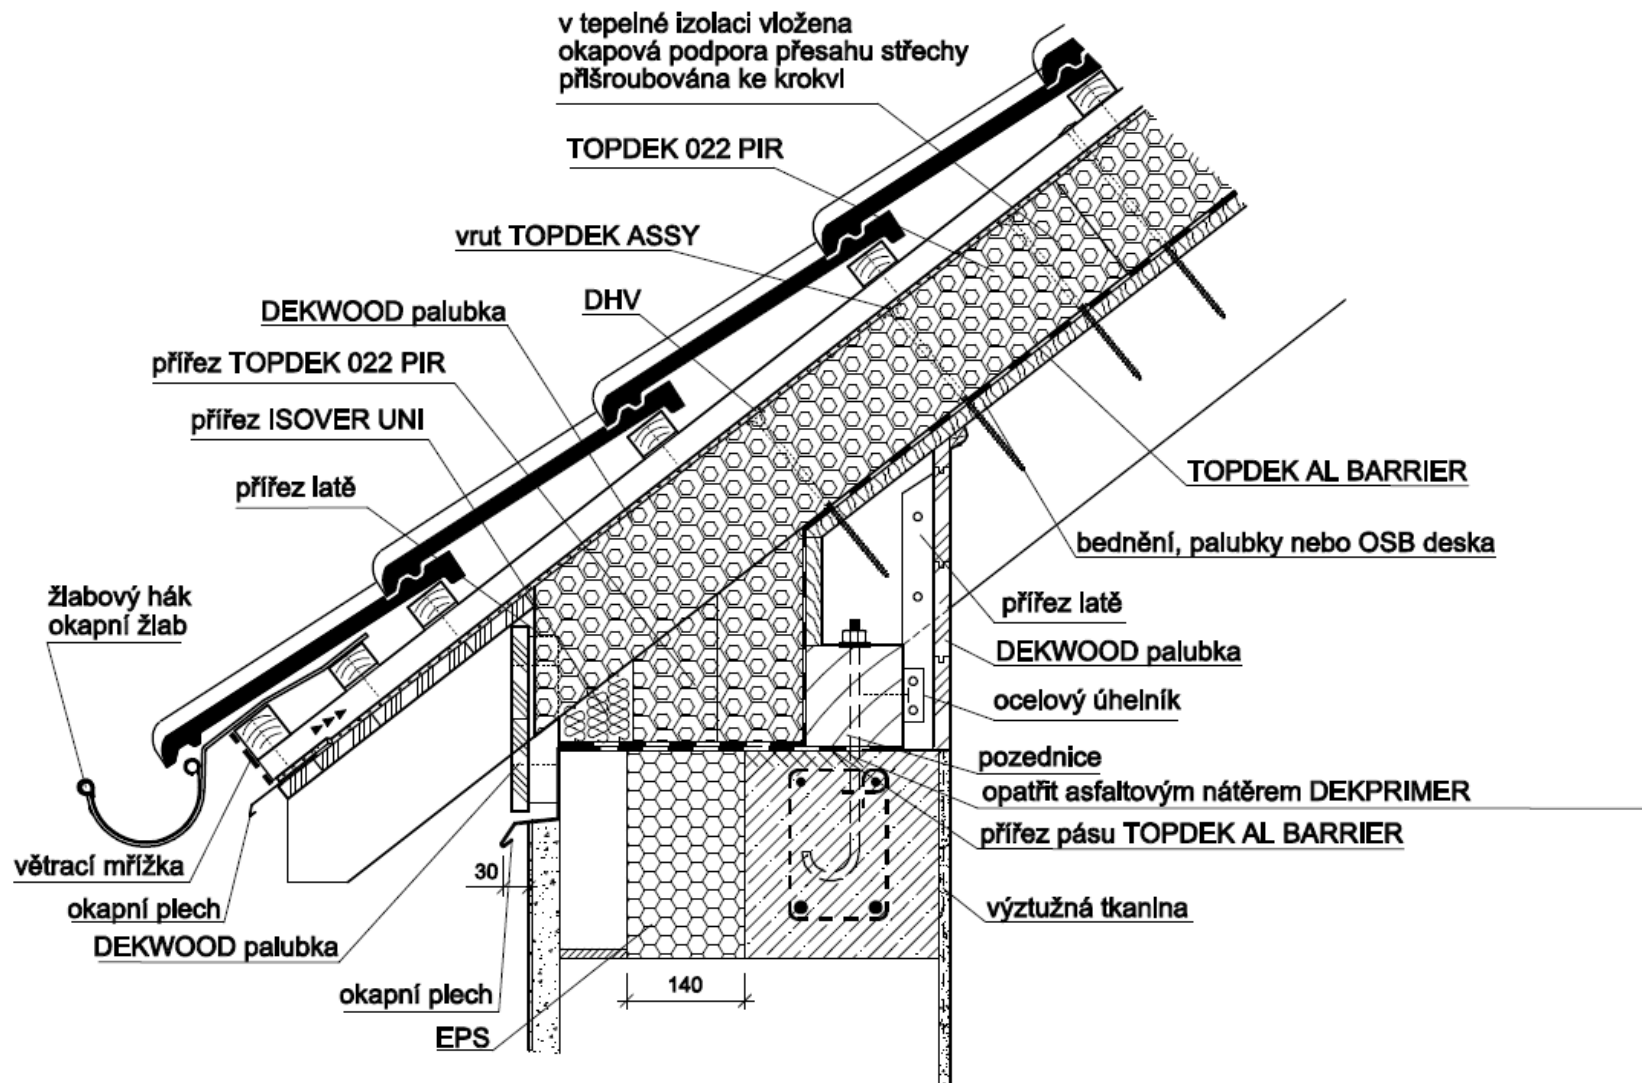 v tepelné izolaci vložena
okapová podpora přesahu střechy
přišroubována ke krokvi
TOPDEK 022 PIR
vrut TOPDEK ASSY
DHV
DEKWOOD palubka
přířez TOPDEK 022 PIR
přířez ISOVER UNI
přířez latě
žlabový hák
okapní žlab
větrací mřížka
okapní plech
DEKWOOD palubka
okapní plech
EPS
30
140
TOPDEK AL BARRIER
bednění, palubky nebo OSB deska
přířez latě
DEKWOOD palubka
ocelový úhelník
pozednice
opatřit asfaltovým nátěrem DEKPRIMER
přířez pásu TOPDEK AL BARRIER
výztužná tkanina